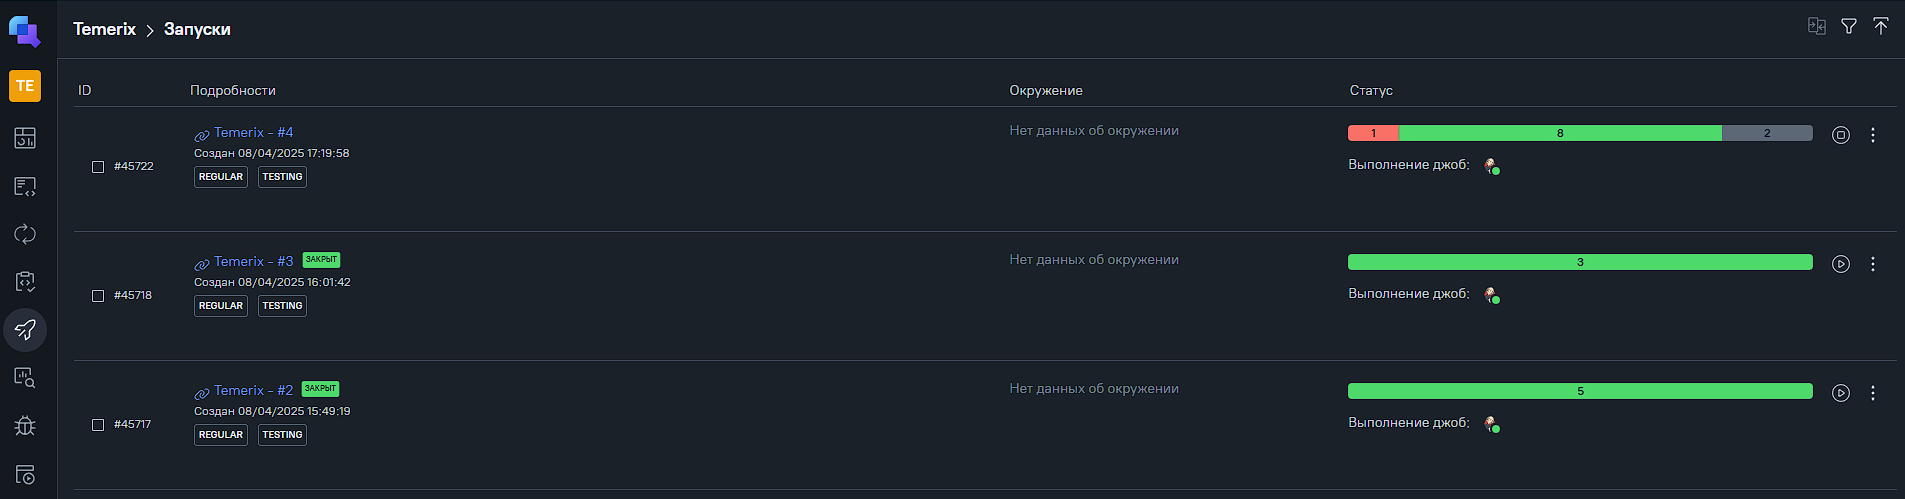 Temerix > Запуски
TE
ID Подробности Окружение Статус
Temerix - #4 Нет данных об окружении 1 8 2
Создан 08/04/2025 17:19:58
#45722 Выполнение джоб:
REGULAR TESTING
Temerix - #3 ЗАКРЫТ Нет данных об окружении 3
Создан 08/04/2025 16:01:42
#45718 Выполнение джоб:
REGULAR TESTING
Temerix - #2 ЗАКРЫТ Нет данных об окружении 5
Создан 08/04/2025 15:49:19
#45717 Выполнение джоб:
REGULAR TESTING